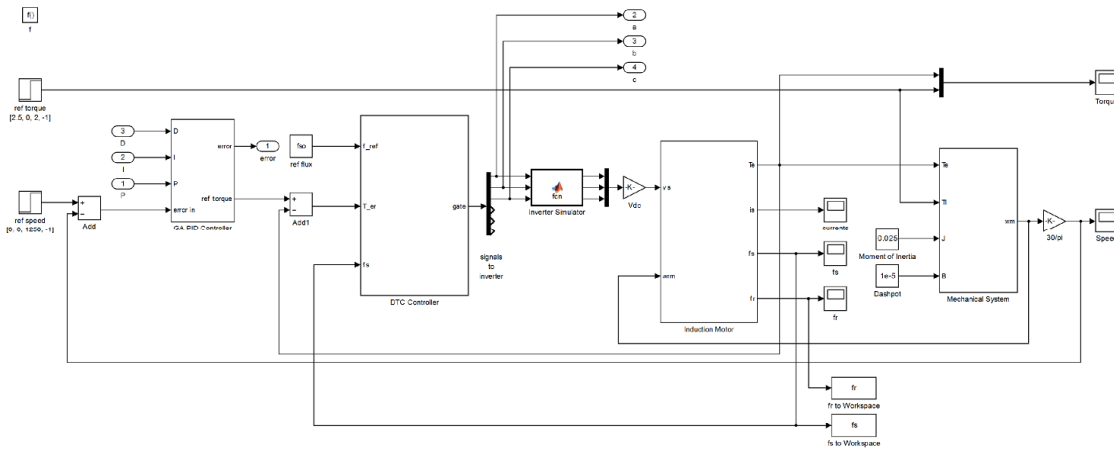 f()
f
ref torque
[2.5, 0, 2, -1]
3
D
2
I
1
P
D
I
P
error in
error
ref torque
GA PID Controller
1
error
ref speed
[0, 0, 1250, -1]
+
−
Add
fso
ref flux
+
−
Add1
f_ref
T_er
fs
gate
DTC Controller
signals
to
inverter
2
a
3
b
4
c
fcn
Inverter Simulator
-K-
Vdc
vs
wrm
Te
is
fs
fr
Induction Motor
currents
fs
fr
0.025
Moment of Inertia
1e-5
Dashpot
Te
Tl
J
B
wm
Mechanical System
-K-
30/pi
Torqu
Speed
fr
fr to Workspace
fs
fs to Workspace